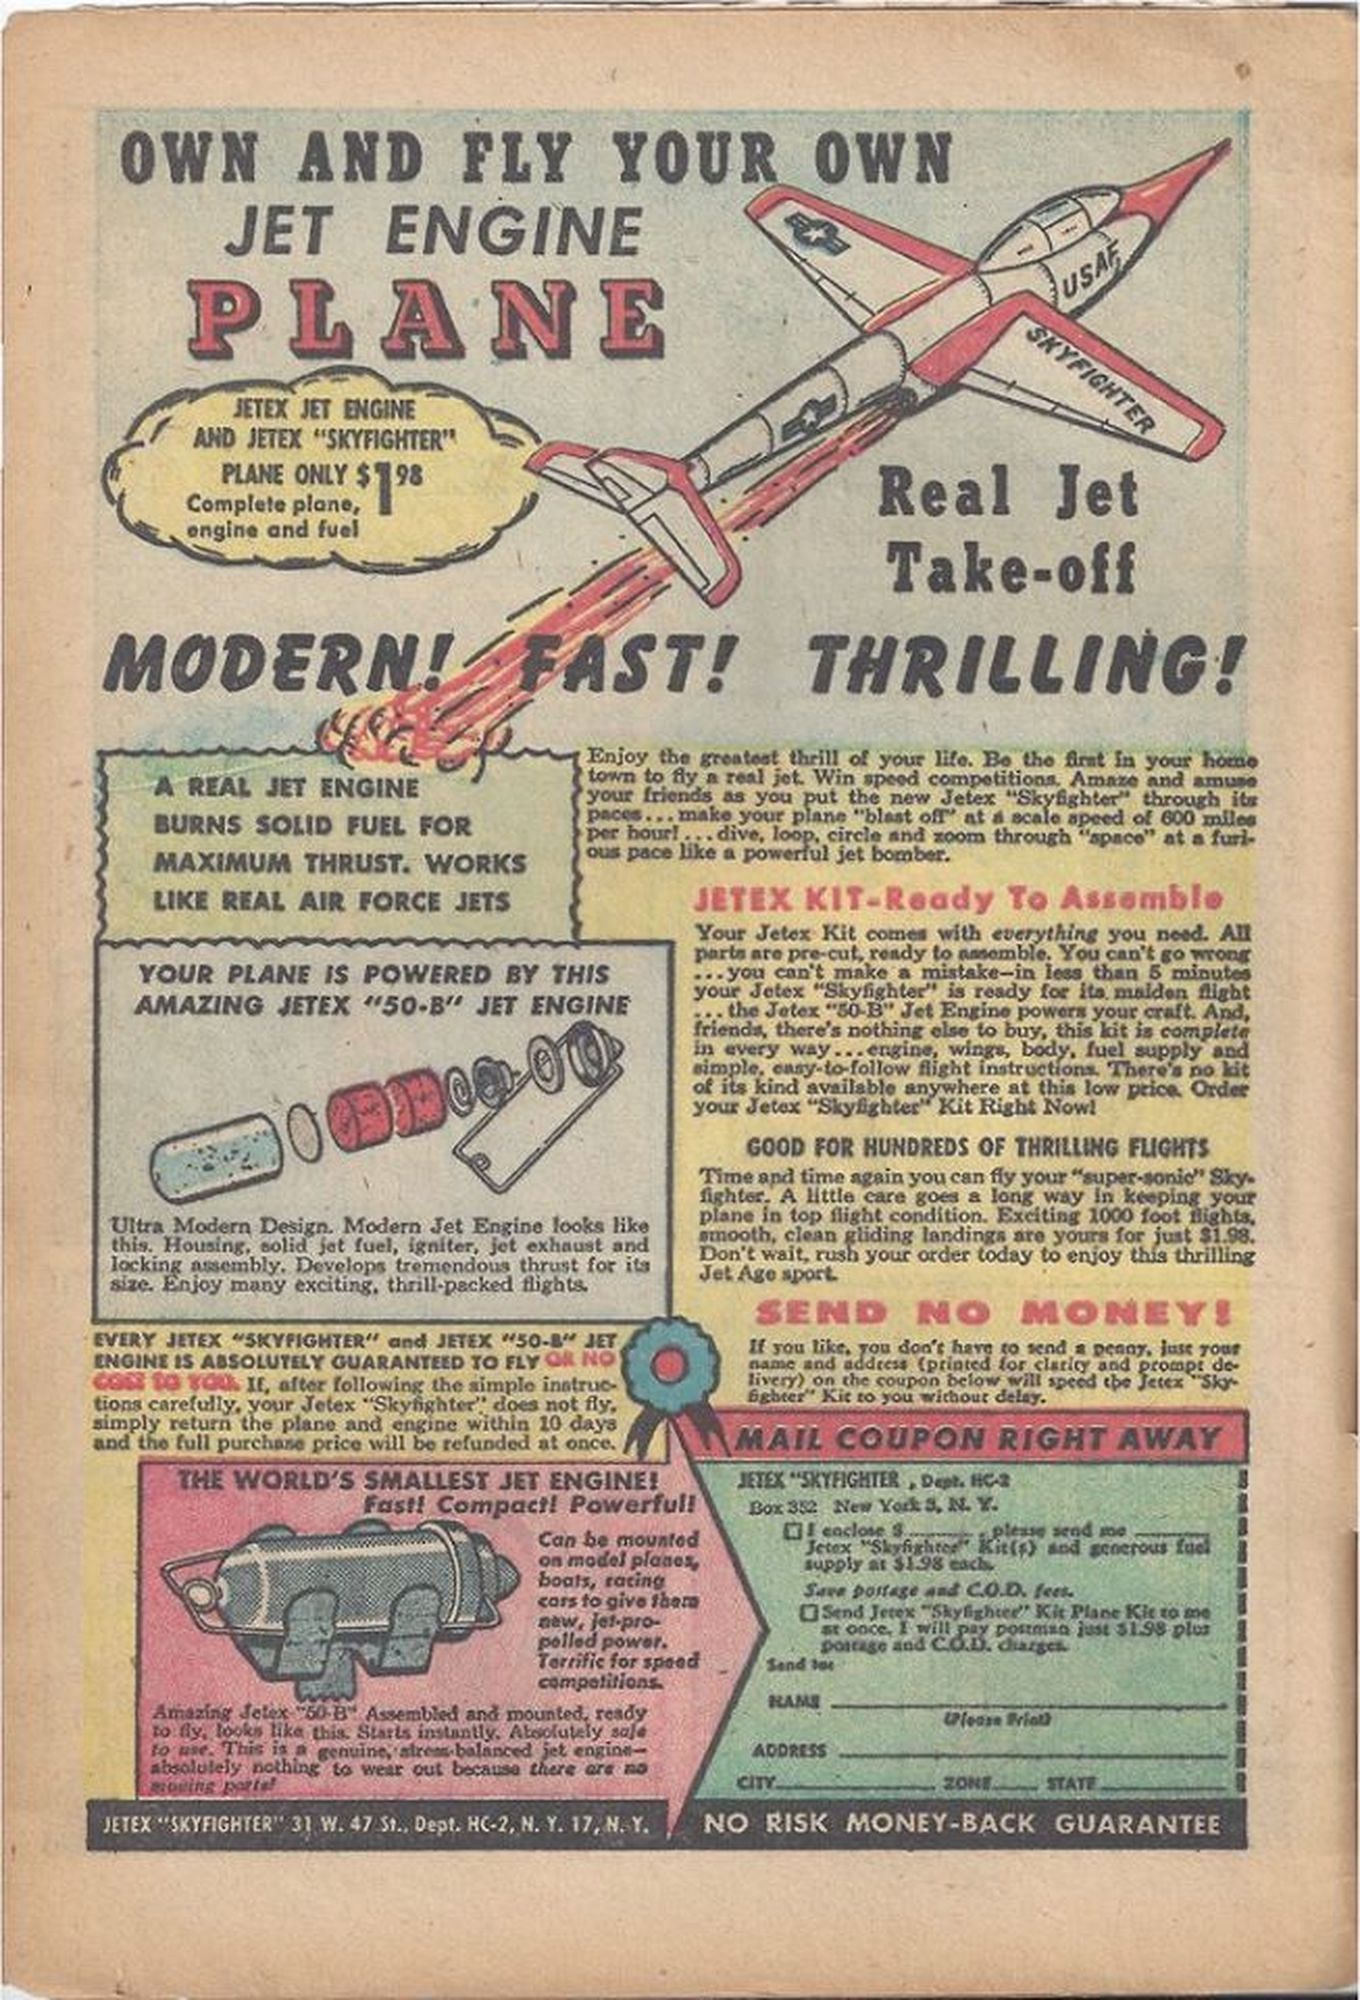 OWN AND FLY YOUR OWN
JET ENGINE
PLANE
USAF
SKYFIGHTER
JETEX JET ENGINE
AND JETEX "SKYFIGHTER"
PLANE ONLY $1 98
Complete plane,
engine and fuel
Real Jet
Take-off
MODERN! FAST! THRILLING!
A REAL JET ENGINE
BURNS SOLID FUEL FOR
MAXIMUM THRUST. WORKS
LIKE REAL AIR FORCE JETS
Enjoy the greatest thrill of your life. Be the first in your home
town to fly a real jet. Win speed competitions. Amaze and amuse
your friends as you put the new Jetex "Skyfighter" through its
paces...make your plane "blast off" at a scale speed of 600 miles
per hour!...dive, loop, circle and zoom through "space" at a furi-
ous pace like a powerful jet bomber.
JETEX KIT-Ready To Assemble
Your Jetex Kit comes with everything you need. All
parts are pre-cut, ready to assemble. You can't go wrong
...you can't make a mistake—in less than 5 minutes
your Jetex "Skyfighter" is ready for its maiden flight
...the Jetex "50-B" Jet Engine powers your craft. And,
friends, there's nothing else to buy, this kit is complete
in every way...engine, wings, body, fuel supply and
simple, easy-to-follow flight instructions. There's no kit
of its kind available anywhere at this low price. Order
your Jetex "Skyfighter" Kit Right Now!
GOOD FOR HUNDREDS OF THRILLING FLIGHTS
Time and time again you can fly your "super-sonic" Sky-
fighter. A little care goes a long way in keeping your
plane in top flight condition. Exciting 1000 foot flights,
smooth, clean gliding landings are yours for just $1.98.
Don't wait, rush your order today to enjoy this thrilling
Jet Age sport.
SEND NO MONEY!
If you like, you don't have to send a penny, just your
name and address (printed for clarity and prompt de-
livery) on the coupon below will speed the Jetex "Sky-
fighter" Kit to you without delay.
YOUR PLANE IS POWERED BY THIS
AMAZING JETEX "50-B" JET ENGINE
Ultra Modern Design. Modern Jet Engine looks like
this. Housing, solid jet fuel, igniter, jet exhaust and
locking assembly. Develops tremendous thrust for its
size. Enjoy many exciting, thrill-packed flights.
EVERY JETEX "SKYFIGHTER" and JETEX "50-B" JET
ENGINE IS ABSOLUTELY GUARANTEED TO FLY OR NO
COST TO YOU. If, after following the simple instruc-
tions carefully, your Jetex "Skyfighter" does not fly,
simply return the plane and engine within 10 days
and the full purchase price will be refunded at once.
THE WORLD'S SMALLEST JET ENGINE!
Fast! Compact! Powerful!
Can be mounted
on model planes,
boats, racing
cars to give them
new, jet-pro-
pelled power.
Terrific for speed
competitions.
Amazing Jetex "50-B" Assembled and mounted, ready
to fly, looks like this. Starts instantly. Absolutely safe
to use. This is a genuine, stress-balanced jet engine—
absolutely nothing to wear out because there are no
moving parts!
JETEX "SKYFIGHTER" 31 W. 47 St., Dept. HC-2, N. Y. 17, N. Y.
MAIL COUPON RIGHT AWAY
JETEX "SKYFIGHTER , Dept. HC-2
Box 352 New York 3, N. Y.
I enclose $ , please send me
Jetex "Skyfighter" Kit(s) and generous fuel
supply at $1.98 each.
Save postage and C.O.D. fees.
Send Jetex "Skyfighter" Kit Plane Kit to me
at once. I will pay postman just $1.98 plus
postage and C.O.D. charges.
Send to:
NAME
(Please Print)
ADDRESS
CITY ZONE STATE
NO RISK MONEY-BACK GUARANTEE